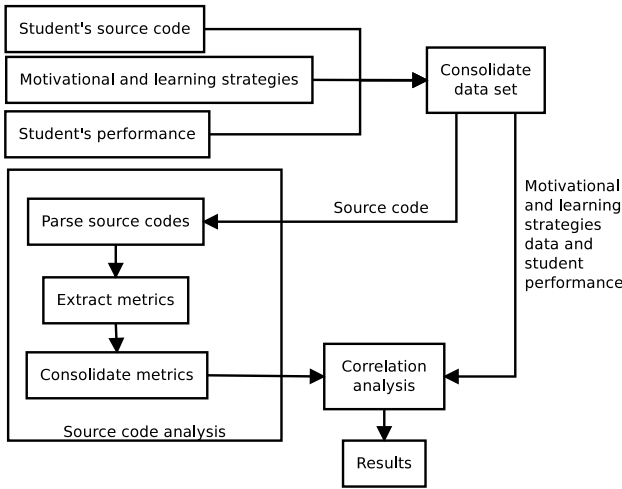 Student's source code
Motivational and learning strategies
Student's performance
Consolidate
data set
Source code
Motivational
and learning
strategies
data and
student
performance
Parse source codes
Extract metrics
Consolidate metrics
Source code analysis
Correlation
analysis
Results